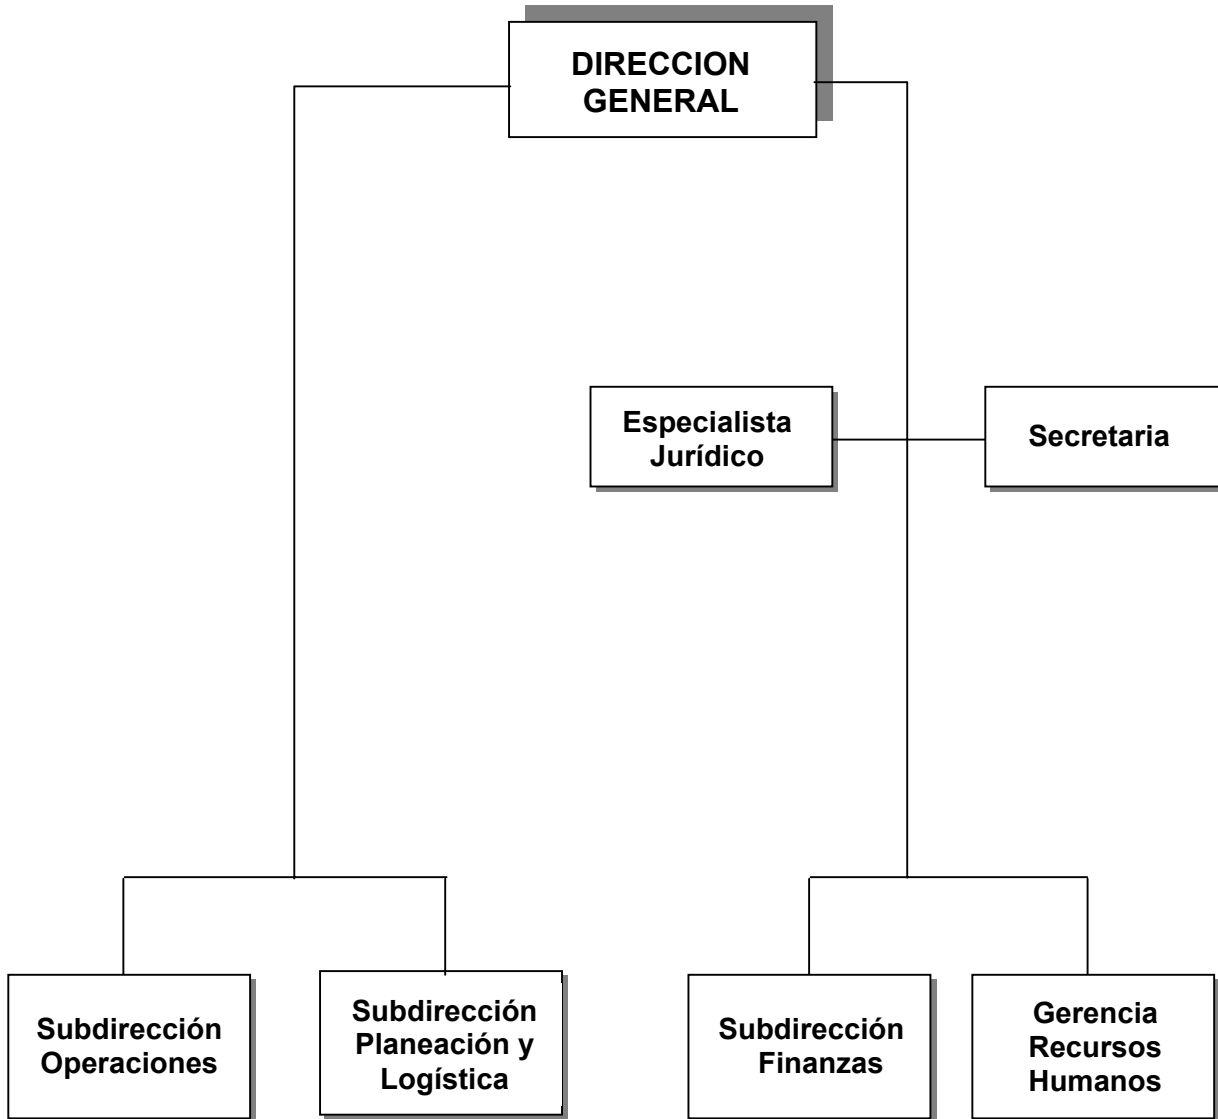 DIRECCION
GENERAL
Especialista
Jurídico
Secretaria
Subdirección
Operaciones
Subdirección
Planeación y
Logística
Subdirección
Finanzas
Gerencia
Recursos
Humanos